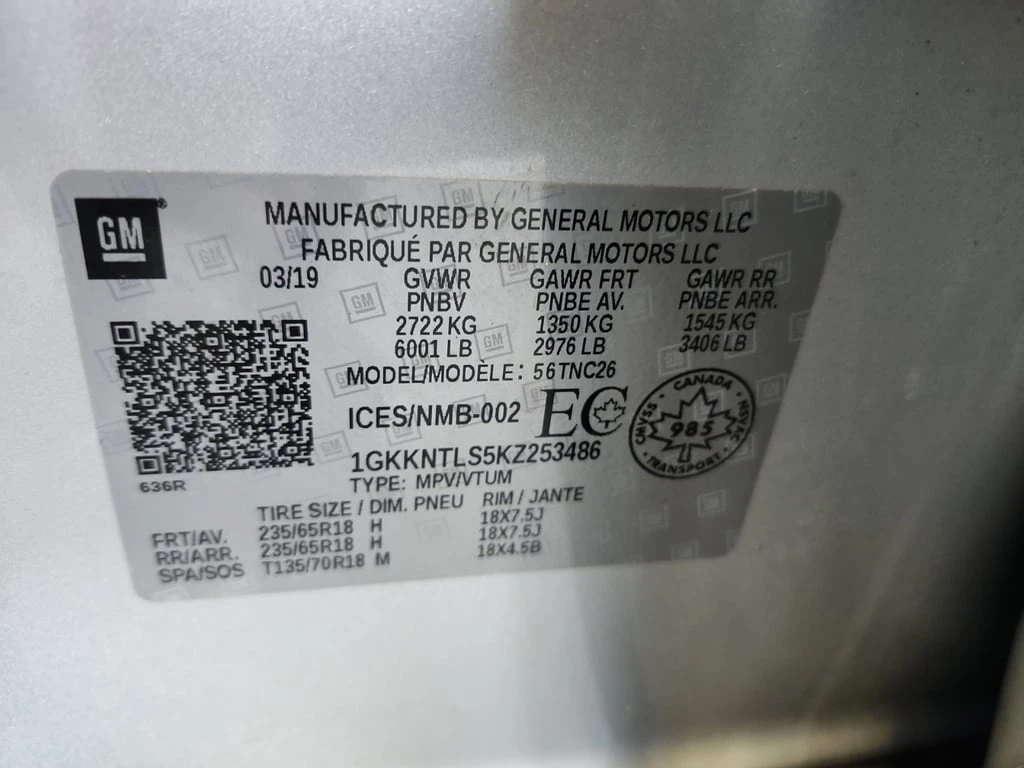 GM
MANUFACTURED BY GENERAL MOTORS LLC
FABRIQUÉ PAR GENERAL MOTORS LLC
03/19 GVWR GAWR FRT GAWR RR
PNBV PNBE AV. PNBE ARR.
2722 KG 1350 KG 1545 KG
6001 LB 2976 LB 3406 LB
MODEL/MODÈLE: 56TNC26
ICES/NMB-002 EC
CANADA
CMVSS 985 NSVAC
TRANSPORT
1GKKNTLS5KZ253486
636R TYPE: MPV/VTUM
TIRE SIZE / DIM. PNEU RIM / JANTE
FRT/AV. 235/65R18 H 18X7.5J
RR/ARR. 235/65R18 H 18X7.5J
SPA/SOS T135/70R18 M 18X4.5B